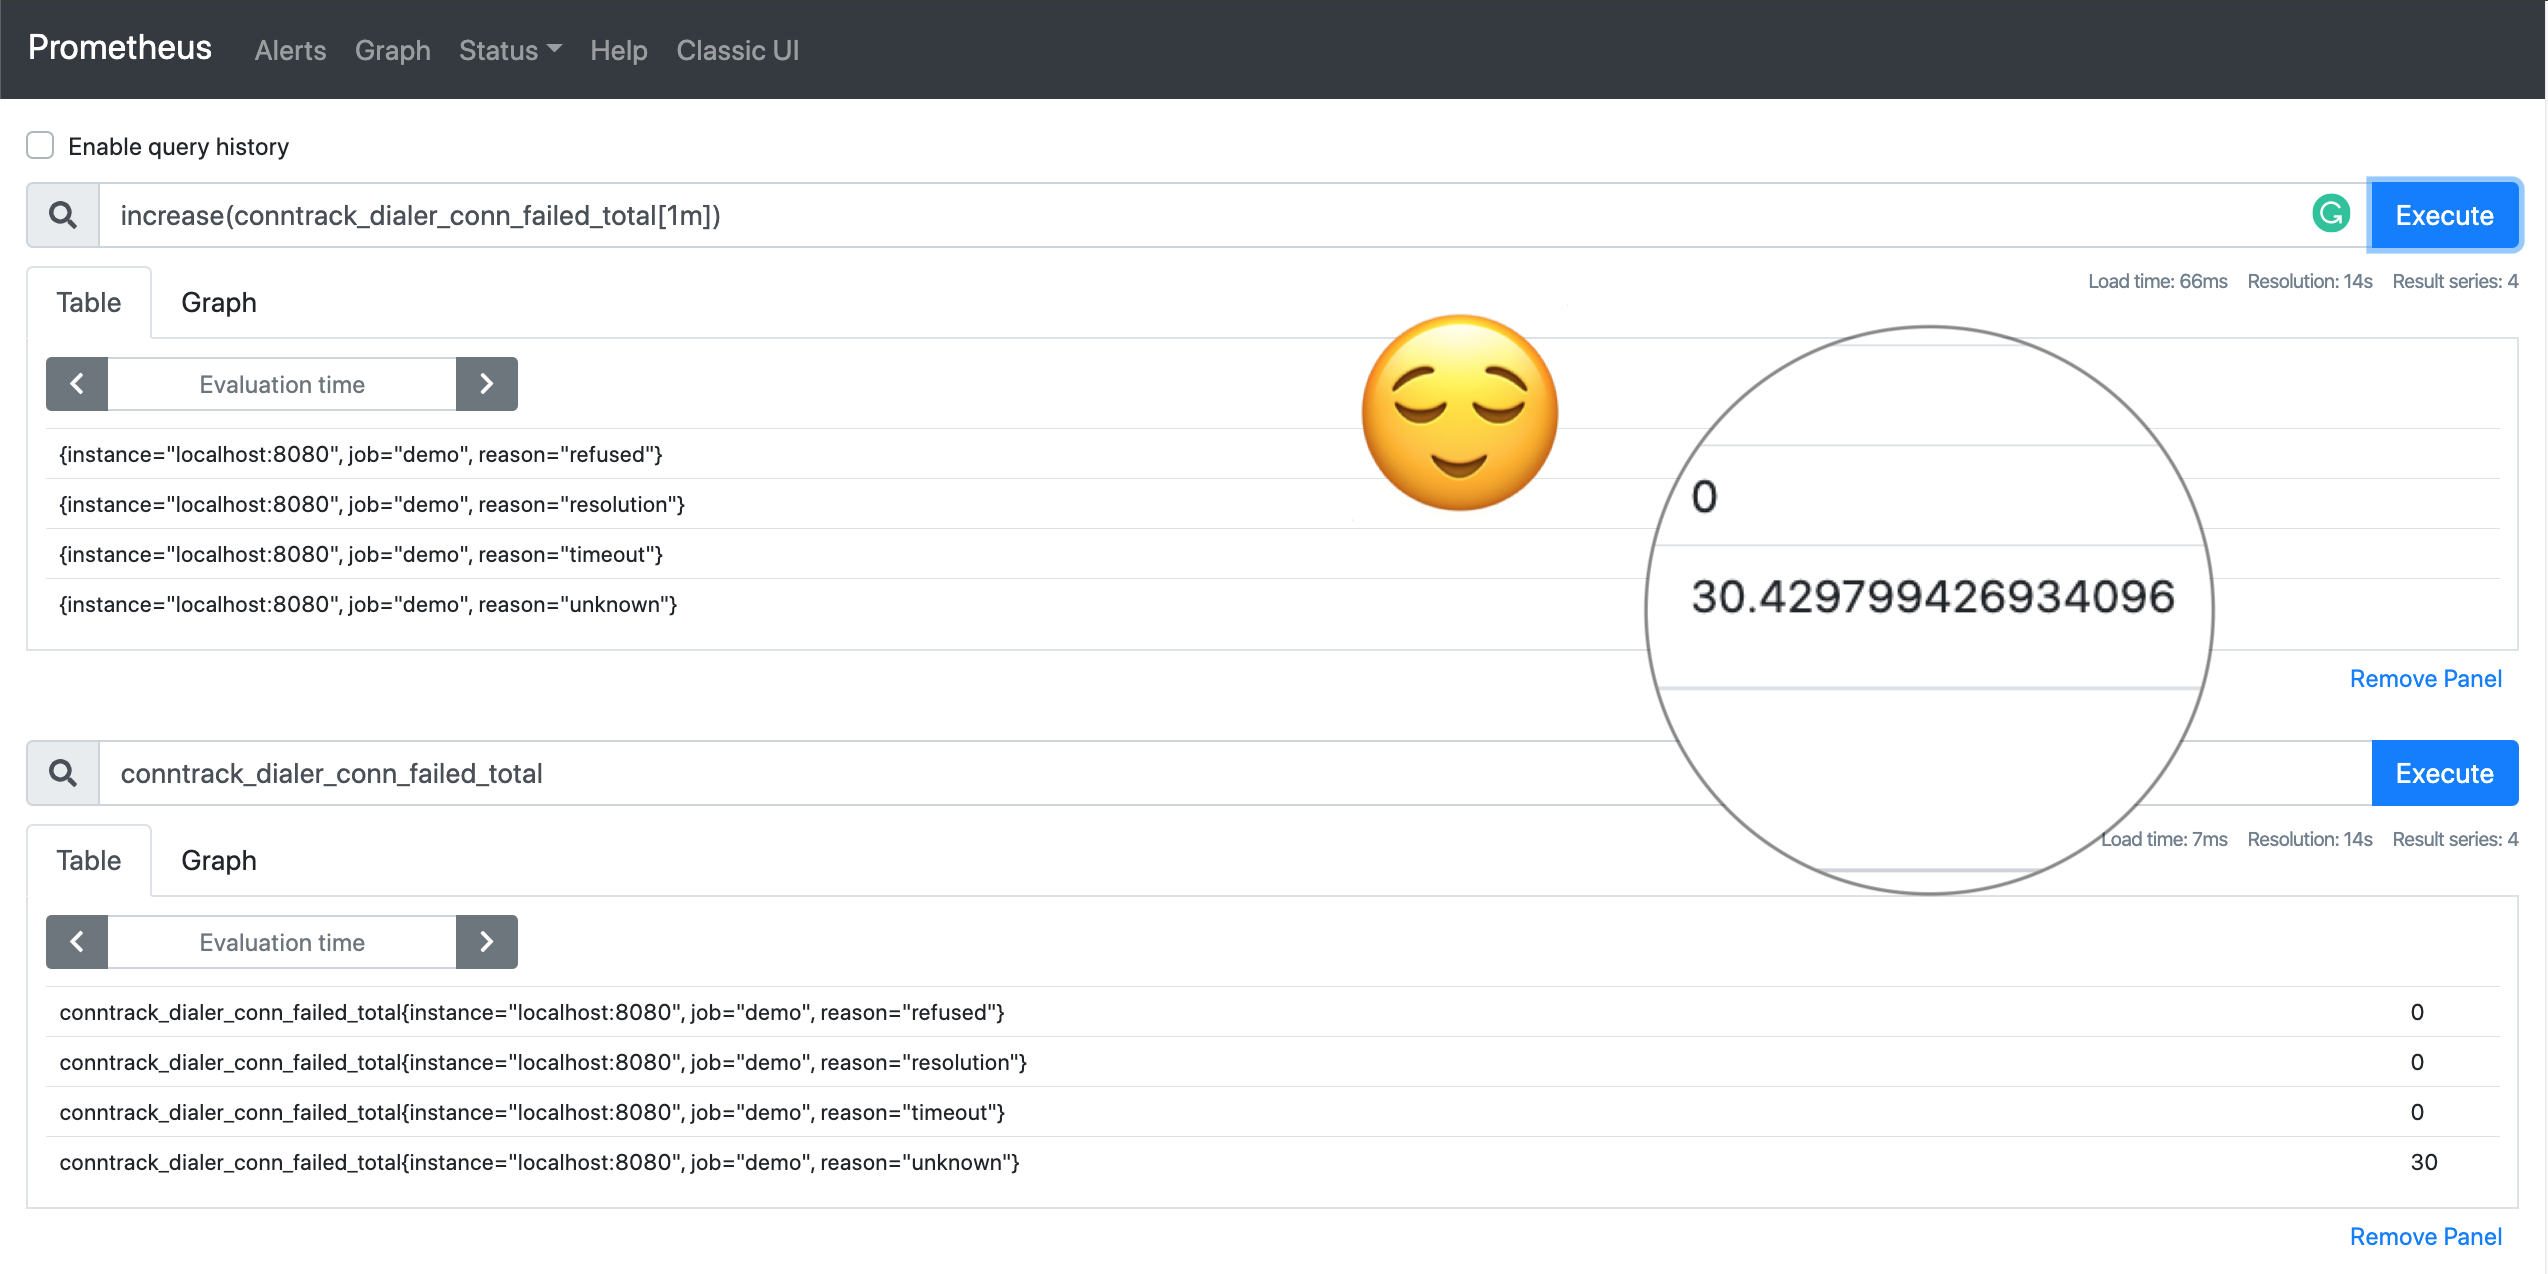 Prometheus Alerts Graph Status Help Classic UI
Enable query history
increase(conntrack_dialer_conn_failed_total[1m]) Execute
Table Graph Load time: 66ms Resolution: 14s Result series: 4
Evaluation time
{instance="localhost:8080", job="demo", reason="refused"}
{instance="localhost:8080", job="demo", reason="resolution"}
0
{instance="localhost:8080", job="demo", reason="timeout"}
{instance="localhost:8080", job="demo", reason="unknown"}
30.429799426934096
Remove Panel
conntrack_dialer_conn_failed_total Execute
Table Graph Load time: 7ms Resolution: 14s Result series: 4
Evaluation time
conntrack_dialer_conn_failed_total{instance="localhost:8080", job="demo", reason="refused"} 0
conntrack_dialer_conn_failed_total{instance="localhost:8080", job="demo", reason="resolution"} 0
conntrack_dialer_conn_failed_total{instance="localhost:8080", job="demo", reason="timeout"} 0
conntrack_dialer_conn_failed_total{instance="localhost:8080", job="demo", reason="unknown"} 30
Remove Panel